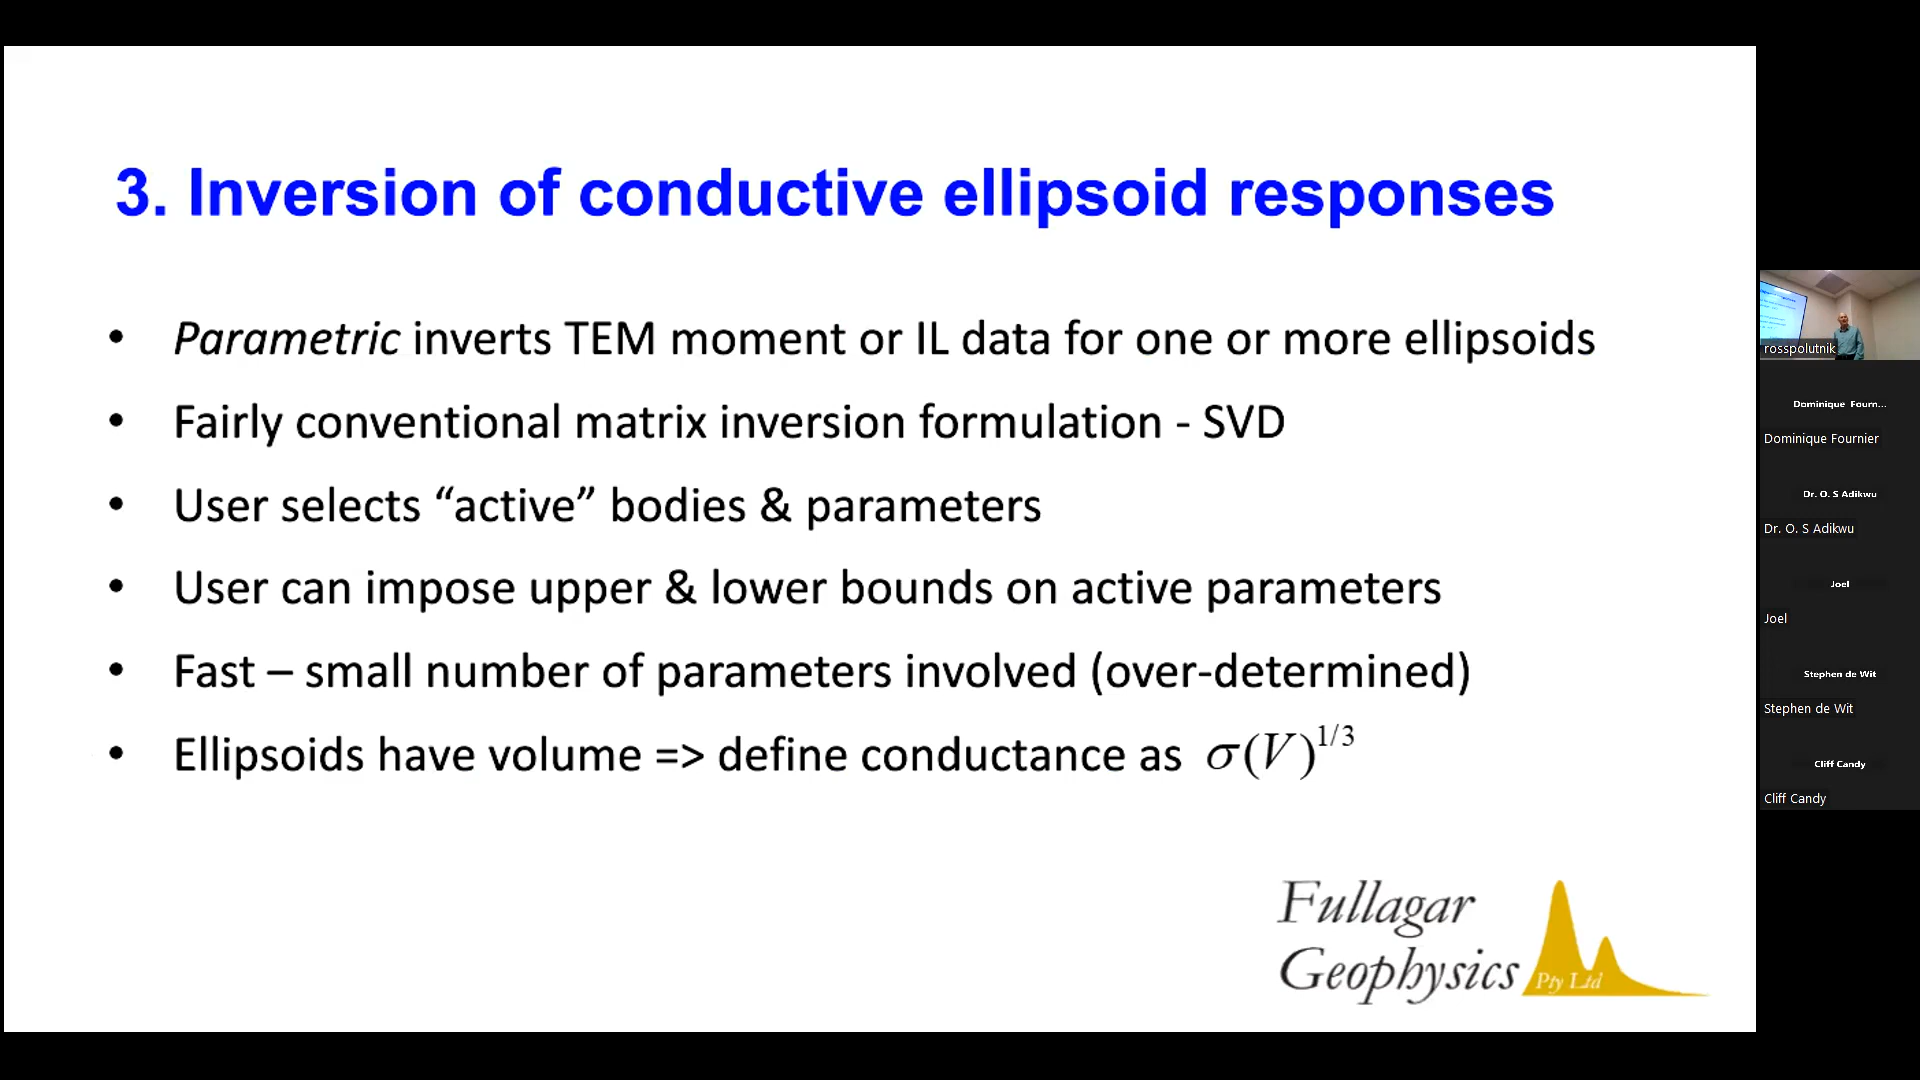 3. Inversion of conductive ellipsoid responses
• Parametric inverts TEM moment or IL data for one or more ellipsoids
• Fairly conventional matrix inversion formulation - SVD
• User selects “active” bodies & parameters
• User can impose upper & lower bounds on active parameters
• Fast – small number of parameters involved (over-determined)
• Ellipsoids have volume => define conductance as σ(V)^1/3
Fullagar
Geophysics
Pty Ltd
rosspolutnik
Dominique Fourn...
Dominique Fournier
Dr. O. S Adikwu
Dr. O. S Adikwu
Joel
Joel
Stephen de Wit
Stephen de Wit
Cliff Candy
Cliff Candy